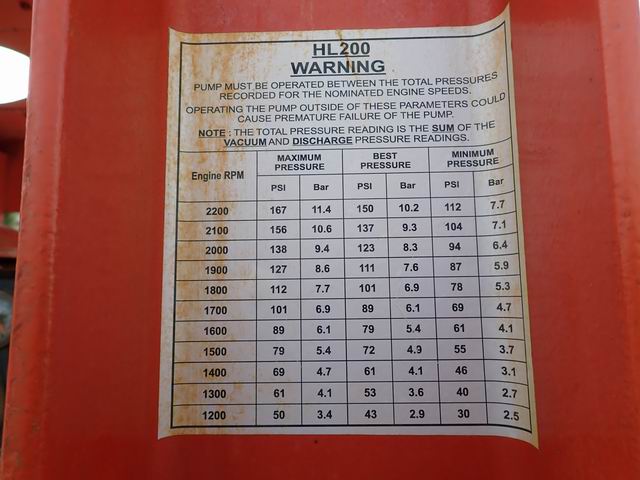 HL200
WARNING
PUMP MUST BE OPERATED BETWEEN THE TOTAL PRESSURES
RECORDED FOR THE NOMINATED ENGINE SPEEDS.
OPERATING THE PUMP OUTSIDE OF THESE PARAMETERS COULD
CAUSE PREMATURE FAILURE OF THE PUMP.
NOTE : THE TOTAL PRESSURE READING IS THE SUM OF THE
VACUUM AND DISCHARGE PRESSURE READINGS.
Engine RPM MAXIMUM PRESSURE BEST PRESSURE MINIMUM PRESSURE
PSI Bar PSI Bar PSI Bar
2200 167 11.4 150 10.2 112 7.7
2100 156 10.6 137 9.3 104 7.1
2000 138 9.4 123 8.3 94 6.4
1900 127 8.6 111 7.6 87 5.9
1800 112 7.7 101 6.9 78 5.3
1700 101 6.9 89 6.1 69 4.7
1600 89 6.1 79 5.4 61 4.1
1500 79 5.4 72 4.9 55 3.7
1400 69 4.7 61 4.1 46 3.1
1300 61 4.1 53 3.6 40 2.7
1200 50 3.4 43 2.9 30 2.5